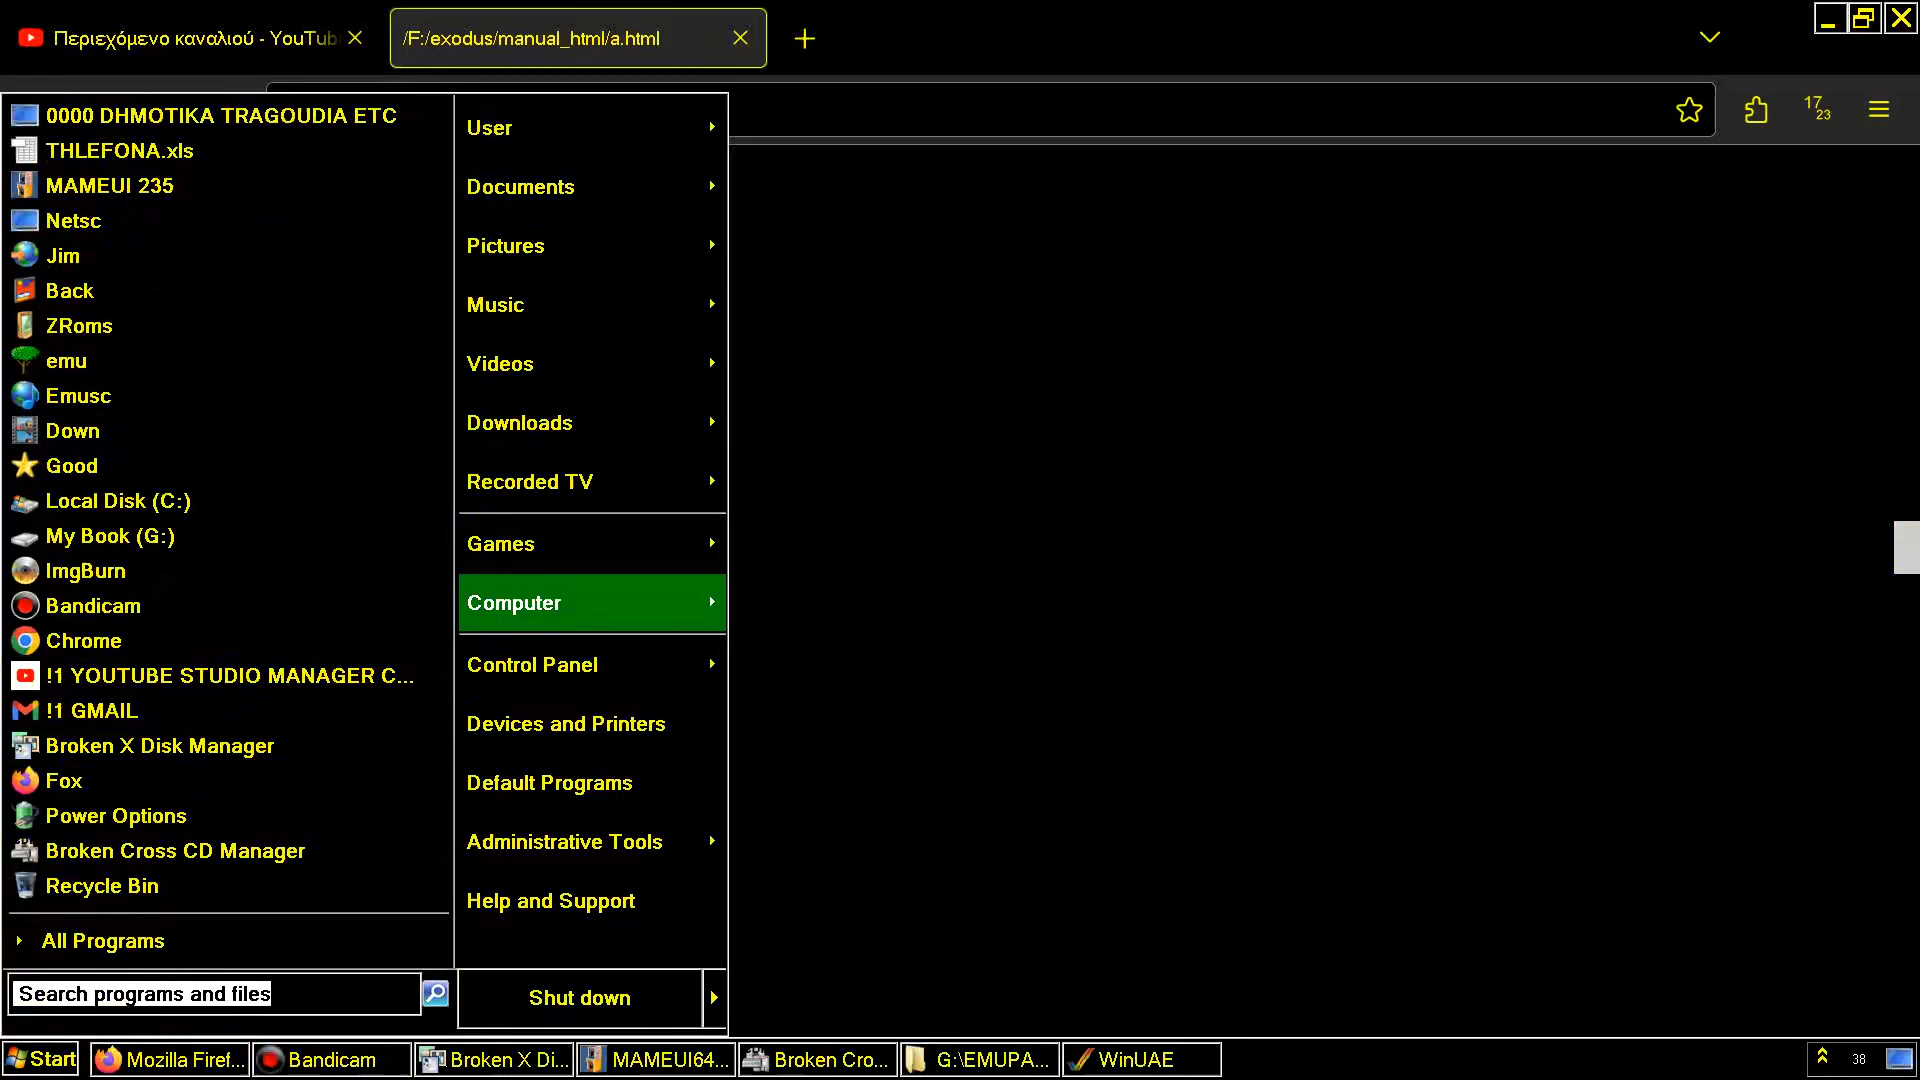 Περιεχόμενο καναλιού - YouTub
/F:/exodus/manual_html/a.html
17
23
0000 DHMOTIKA TRAGOUDIA ETC
THLEFONA.xls
MAMEUI 235
Netsc
Jim
Back
ZRoms
emu
Emusc
Down
Good
Local Disk (C:)
My Book (G:)
ImgBurn
Bandicam
Chrome
!1 YOUTUBE STUDIO MANAGER C...
!1 GMAIL
Broken X Disk Manager
Fox
Power Options
Broken Cross CD Manager
Recycle Bin
All Programs
Search programs and files
User
Documents
Pictures
Music
Videos
Downloads
Recorded TV
Games
Computer
Control Panel
Devices and Printers
Default Programs
Administrative Tools
Help and Support
Shut down
Start
Mozilla Firef...
Bandicam
Broken X Di...
MAMEUI64...
Broken Cro...
G:\EMUPA...
WinUAE
38